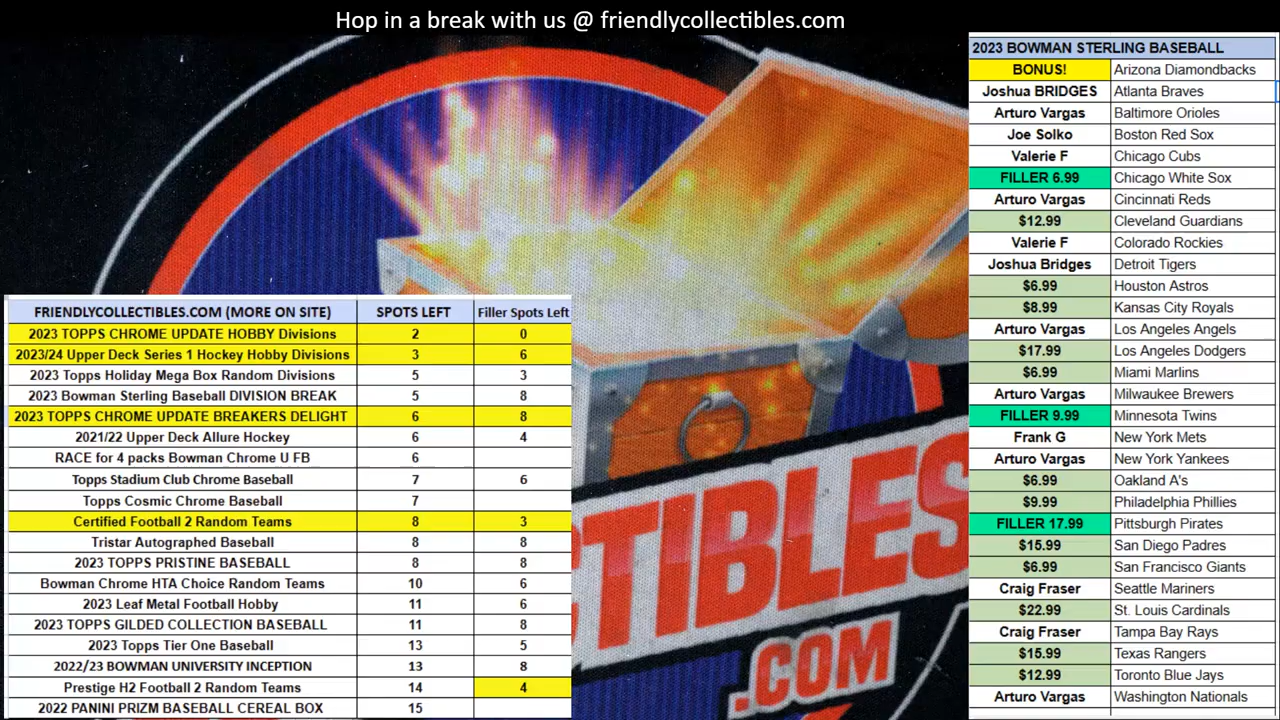 Hop in a break with us @ friendlycollectibles.com
2023 BOWMAN STERLING BASEBALL
BONUS! Arizona Diamondbacks
Joshua BRIDGES Atlanta Braves
Arturo Vargas Baltimore Orioles
Joe Solko Boston Red Sox
Valerie F Chicago Cubs
FILLER 6.99 Chicago White Sox
Arturo Vargas Cincinnati Reds
$12.99 Cleveland Guardians
Valerie F Colorado Rockies
Joshua Bridges Detroit Tigers
$6.99 Houston Astros
$8.99 Kansas City Royals
Arturo Vargas Los Angeles Angels
$17.99 Los Angeles Dodgers
$6.99 Miami Marlins
Arturo Vargas Milwaukee Brewers
FILLER 9.99 Minnesota Twins
Frank G New York Mets
Arturo Vargas New York Yankees
$6.99 Oakland A's
$9.99 Philadelphia Phillies
FILLER 17.99 Pittsburgh Pirates
$15.99 San Diego Padres
$6.99 San Francisco Giants
Craig Fraser Seattle Mariners
$22.99 St. Louis Cardinals
Craig Fraser Tampa Bay Rays
$15.99 Texas Rangers
$12.99 Toronto Blue Jays
Arturo Vargas Washington Nationals
FRIENDLYCOLLECTIBLES.COM (MORE ON SITE) SPOTS LEFT Filler Spots Left
2023 TOPPS CHROME UPDATE HOBBY Divisions 2 0
2023/24 Upper Deck Series 1 Hockey Hobby Divisions 3 6
2023 Topps Holiday Mega Box Random Divisions 5 3
2023 Bowman Sterling Baseball DIVISION BREAK 5 8
2023 TOPPS CHROME UPDATE BREAKERS DELIGHT 6 8
2021/22 Upper Deck Allure Hockey 6 4
RACE for 4 packs Bowman Chrome U FB 6
Topps Stadium Club Chrome Baseball 7 6
Topps Cosmic Chrome Baseball 7
Certified Football 2 Random Teams 8 3
Tristar Autographed Baseball 8 8
2023 TOPPS PRISTINE BASEBALL 8 8
Bowman Chrome HTA Choice Random Teams 10 6
2023 Leaf Metal Football Hobby 11 6
2023 TOPPS GILDED COLLECTION BASEBALL 11 8
2023 Topps Tier One Baseball 13 5
2022/23 BOWMAN UNIVERSITY INCEPTION 13 8
Prestige H2 Football 2 Random Teams 14 4
2022 PANINI PRIZM BASEBALL CEREAL BOX 15
CTIBLES
.COM